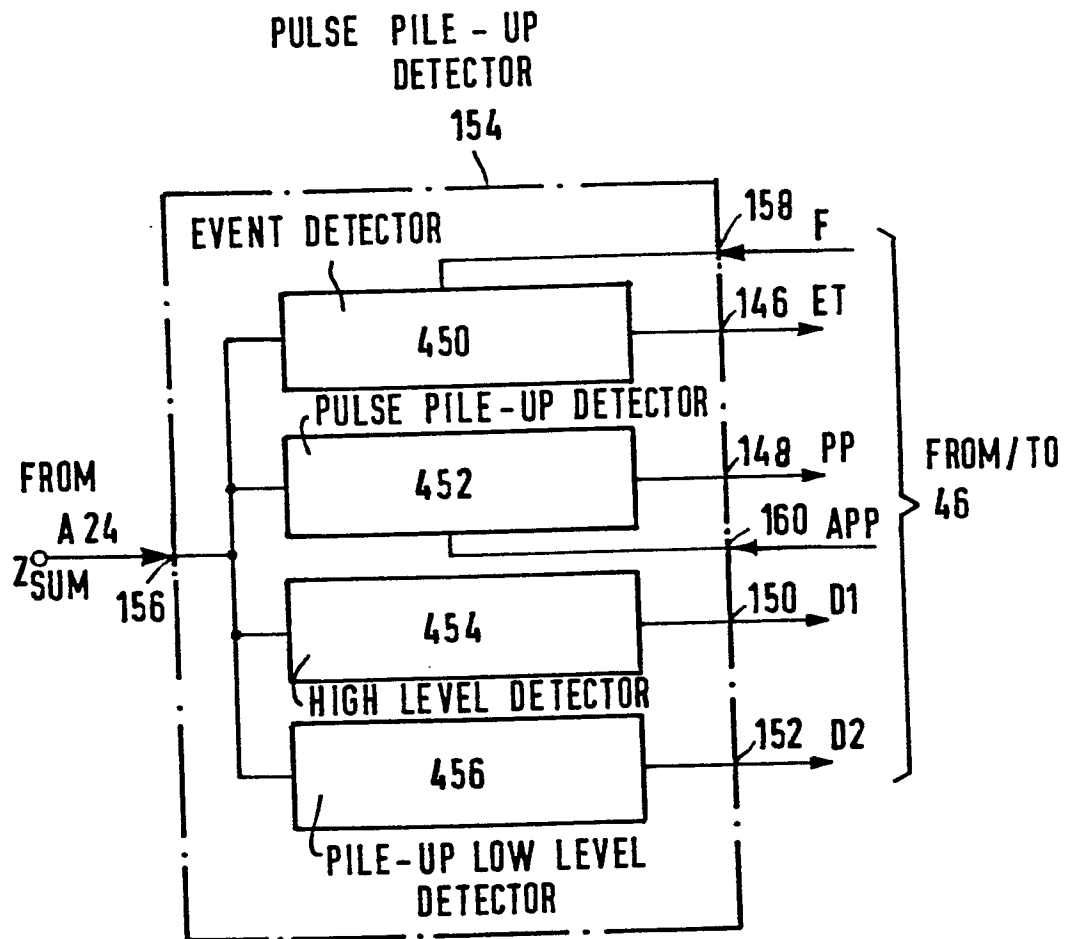 PULSE PILE-UP
DETECTOR
154
EVENT DETECTOR
158
F
450
146 ET
PULSE PILE-UP DETECTOR
452
148 PP
FROM/TO
46
FROM
A 24
160 APP
ZSUM
156
454
150 D1
HIGH LEVEL DETECTOR
456
152 D2
PILE-UP LOW LEVEL
DETECTOR